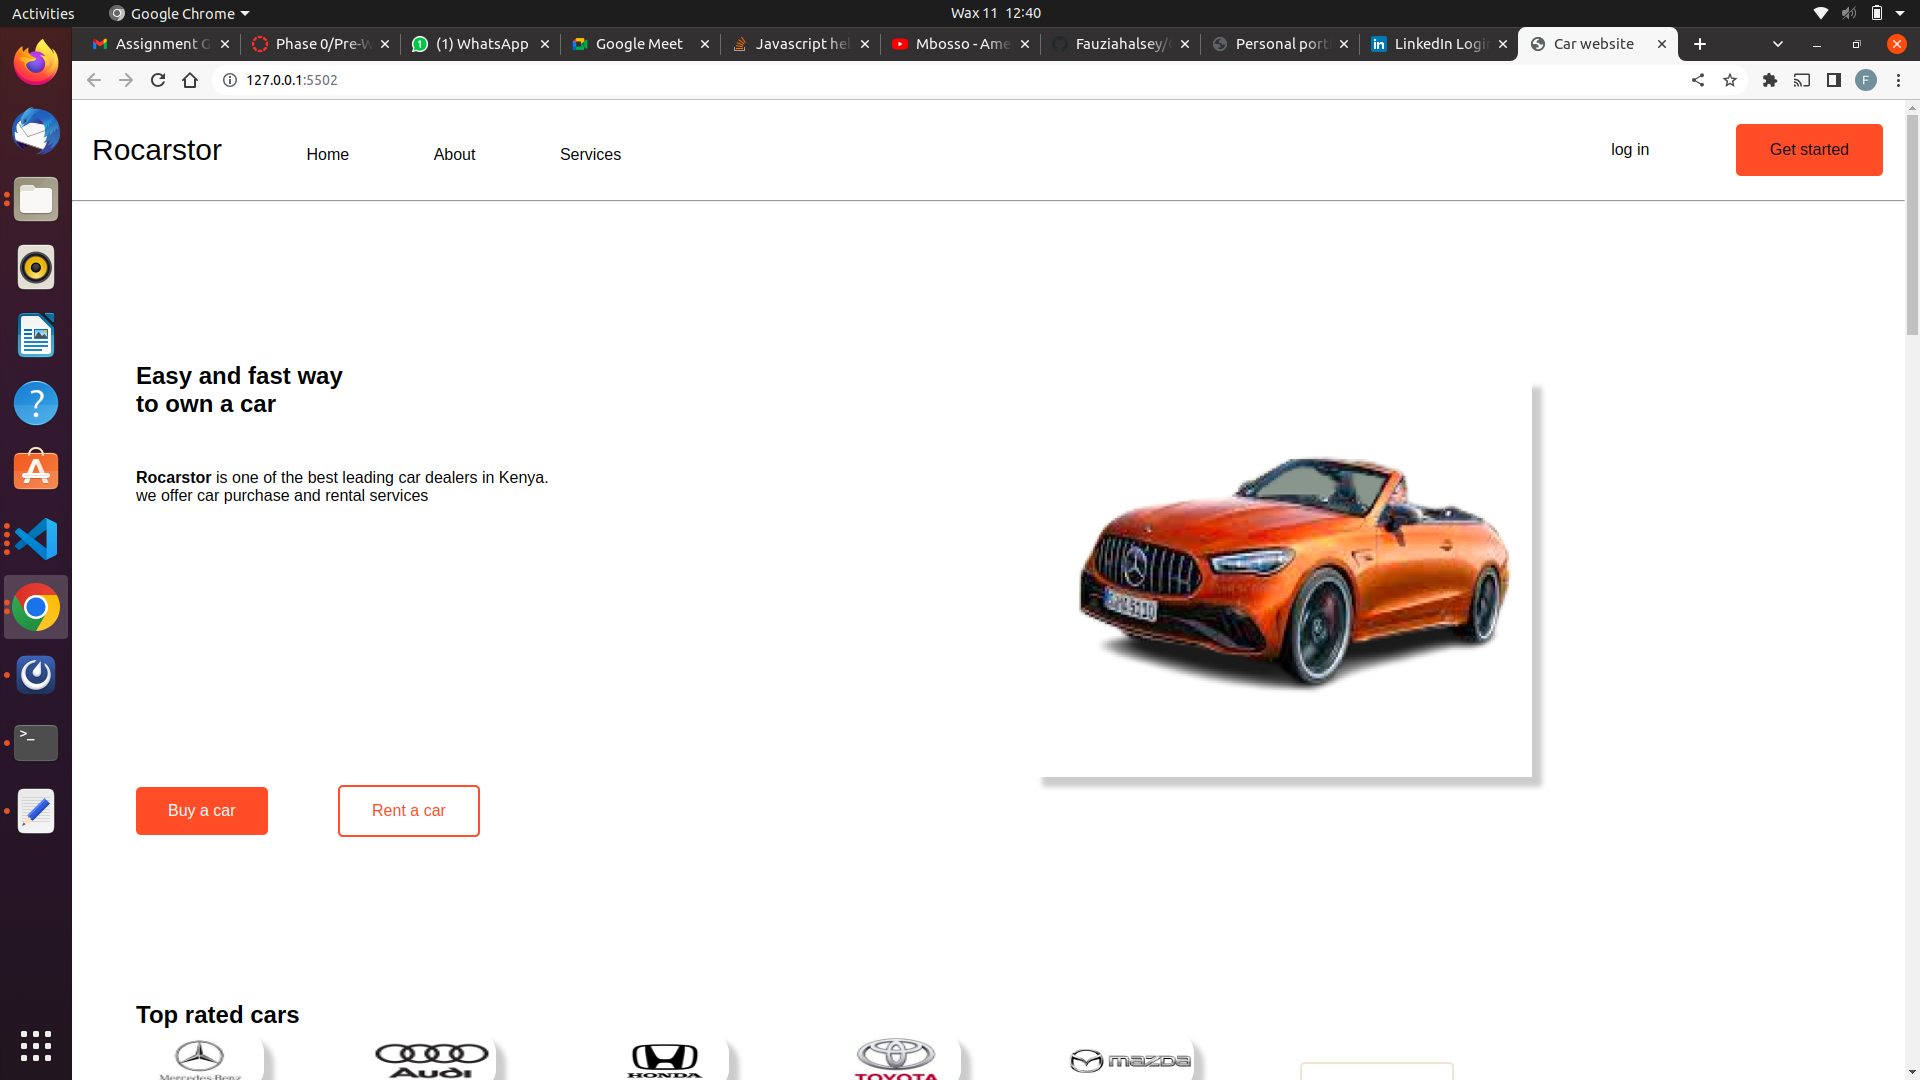 Activities
Google Chrome
Wax 11 12:40
Assignment G
Phase 0/Pre-W
(1) WhatsApp
Google Meet
Javascript hel
Mbosso - Ame
Fauziahalsey/
Personal port
LinkedIn Login
Car website
127.0.0.1:5502
F
Rocarstor
Home
About
Services
log in
Get started
Easy and fast way
to own a car
Rocarstor is one of the best leading car dealers in Kenya.
we offer car purchase and rental services
Buy a car
Rent a car
Top rated cars
Mercedes-Benz
Audi
HONDA
TOYOTA
mazda